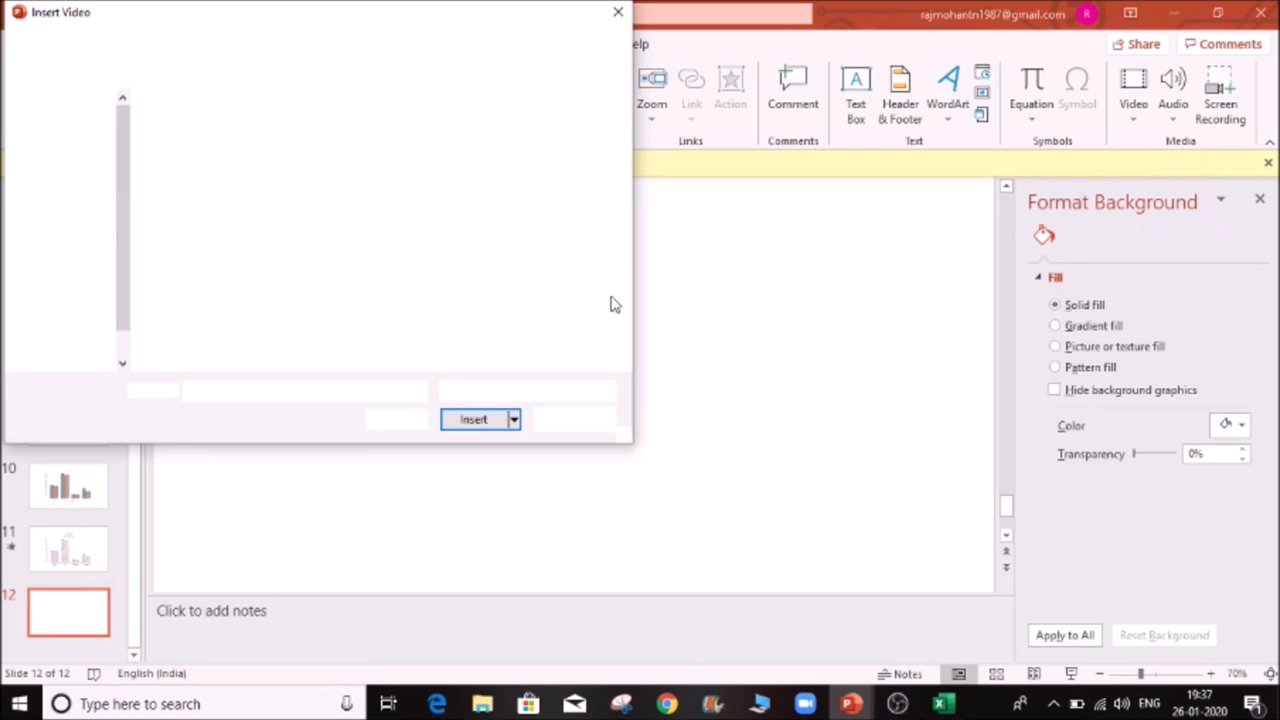 Insert Video
rajmohantn1987@gmail.com
R
elp
Share
Comments
Zoom
Link
Action
Comment
Text Box
Header & Footer
WordArt
Equation
Symbol
Video
Audio
Screen Recording
Links
Comments
Text
Symbols
Media
Format Background
Fill
Solid fill
Gradient fill
Picture or texture fill
Pattern fill
Hide background graphics
Color
Transparency
0%
Insert
10
11
12
Click to add notes
Apply to All
Reset Background
Slide 12 of 12
English (India)
Notes
70%
Type here to search
ENG
19:37
26-01-2020
1